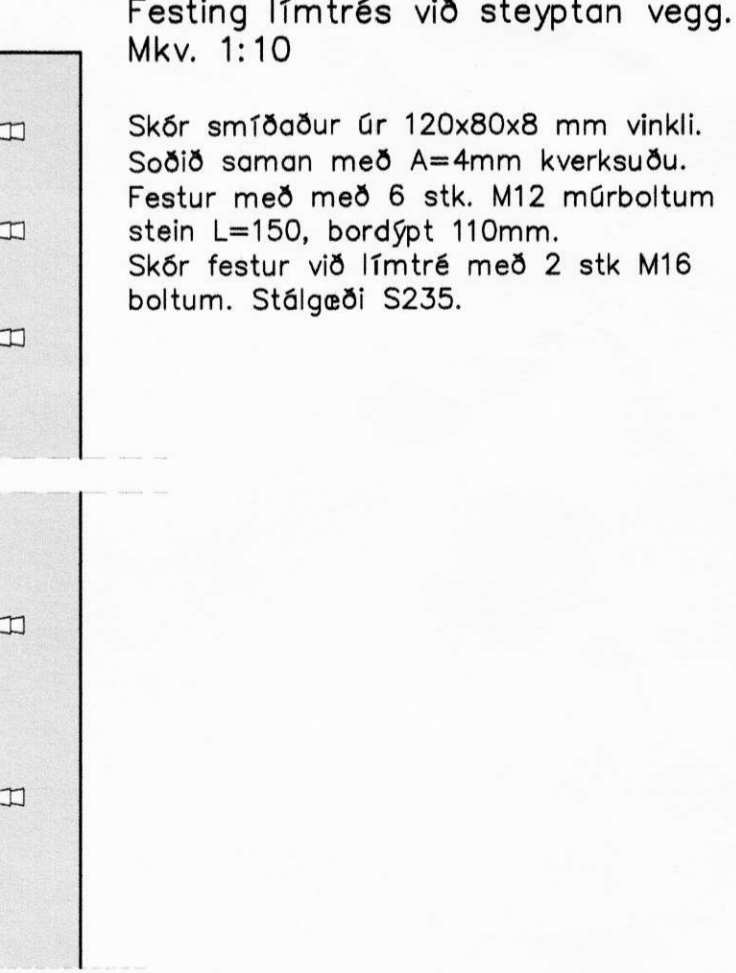 Festing límtrés við steyptan vegg.
Mkv. 1:10
Skór smíðaður úr 120x80x8 mm vinkli.
Soðið saman með A=4mm kverksuðu.
Festur með með 6 stk. M12 múrboltum
stein L=150, bordýpt 110mm.
Skór festur við límtré með 2 stk M16
boltum. Stálgæði S235.